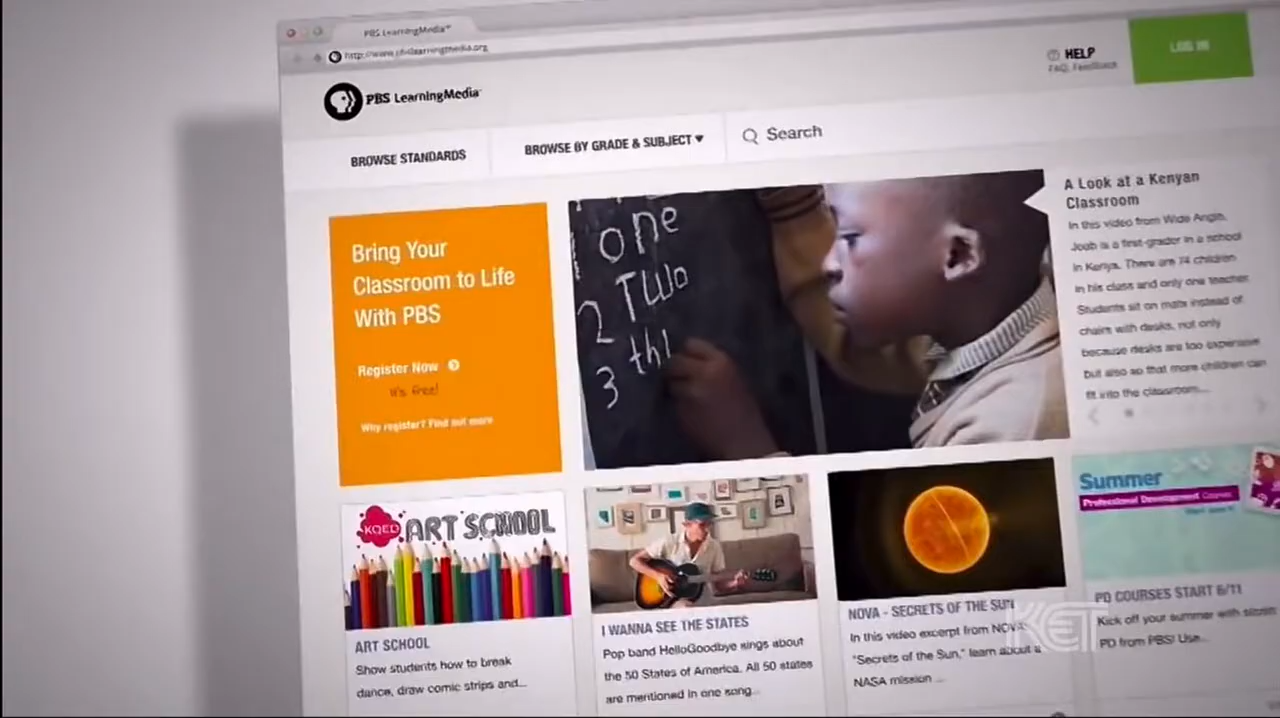 PBS LearningMedia
PBS LearningMedia
HELP
FAQ, Feedback
LOG IN
BROWSE STANDARDS
BROWSE BY GRADE & SUBJECT
Search
Bring Your
Classroom to Life
With PBS
Register Now
It's free!
Why register? Find out more
one
2 Two
3 th
A Look at a Kenyan
Classroom
In this video from Wide Angle,
Joab is a first-grader in a school
in Kenya. There are 74 children
in his class and only one teacher.
Students sit on mats instead of
chairs with desks, not only
because desks are too expensive
but also so that more children can
fit into the classroom...
KQED ART SCHOOL
ART SCHOOL
Show students how to break
dance, draw comic strips and...
I WANNA SEE THE STATES
Pop band HelloGoodbye sings about
the 50 States of America. All 50 states
are mentioned in one song...
NOVA - SECRETS OF THE SUN
In this video excerpt from NOVA:
"Secrets of the Sun," learn about a
NASA mission ...
Summer
Professional Development Courses
PD COURSES START 6/11
Kick off your summer with
PD from PBS! Use...
KET